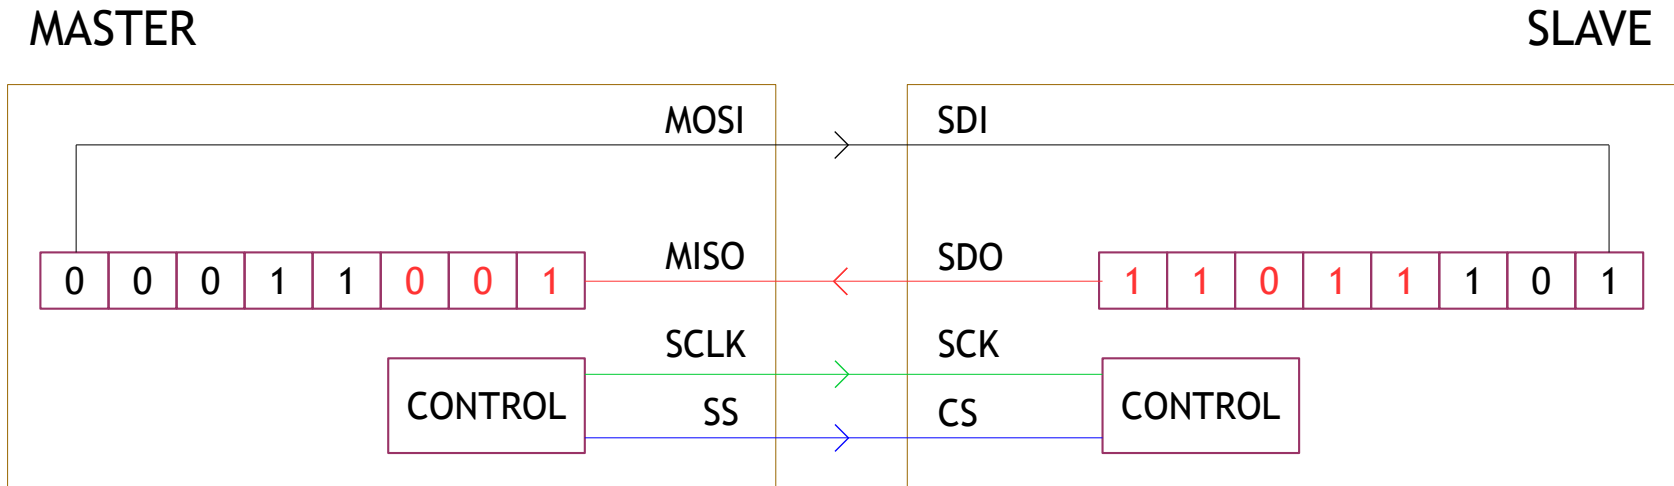 MASTER SLAVE
MOSI SDI
MISO SDO
0 0 0 1 1 0 0 1 1 1 0 1 1 1 0 1
SCLK SCK
CONTROL CONTROL
SS CS